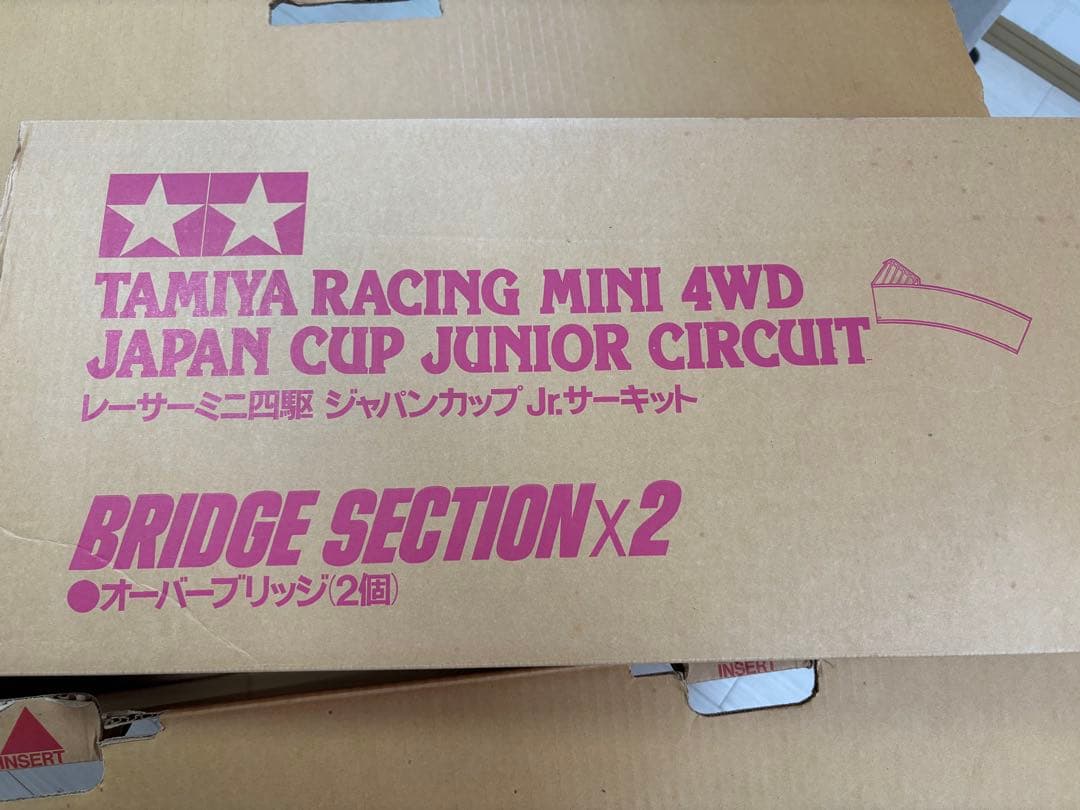 TAMIYA RACING MINI 4WD
JAPAN CUP JUNIOR CIRCUIT
レーサーミニ四駆 ジャパンカップ Jr.サーキット
BRIDGE SECTION×2
●オーバーブリッジ(2個)
INSERT
INSERT